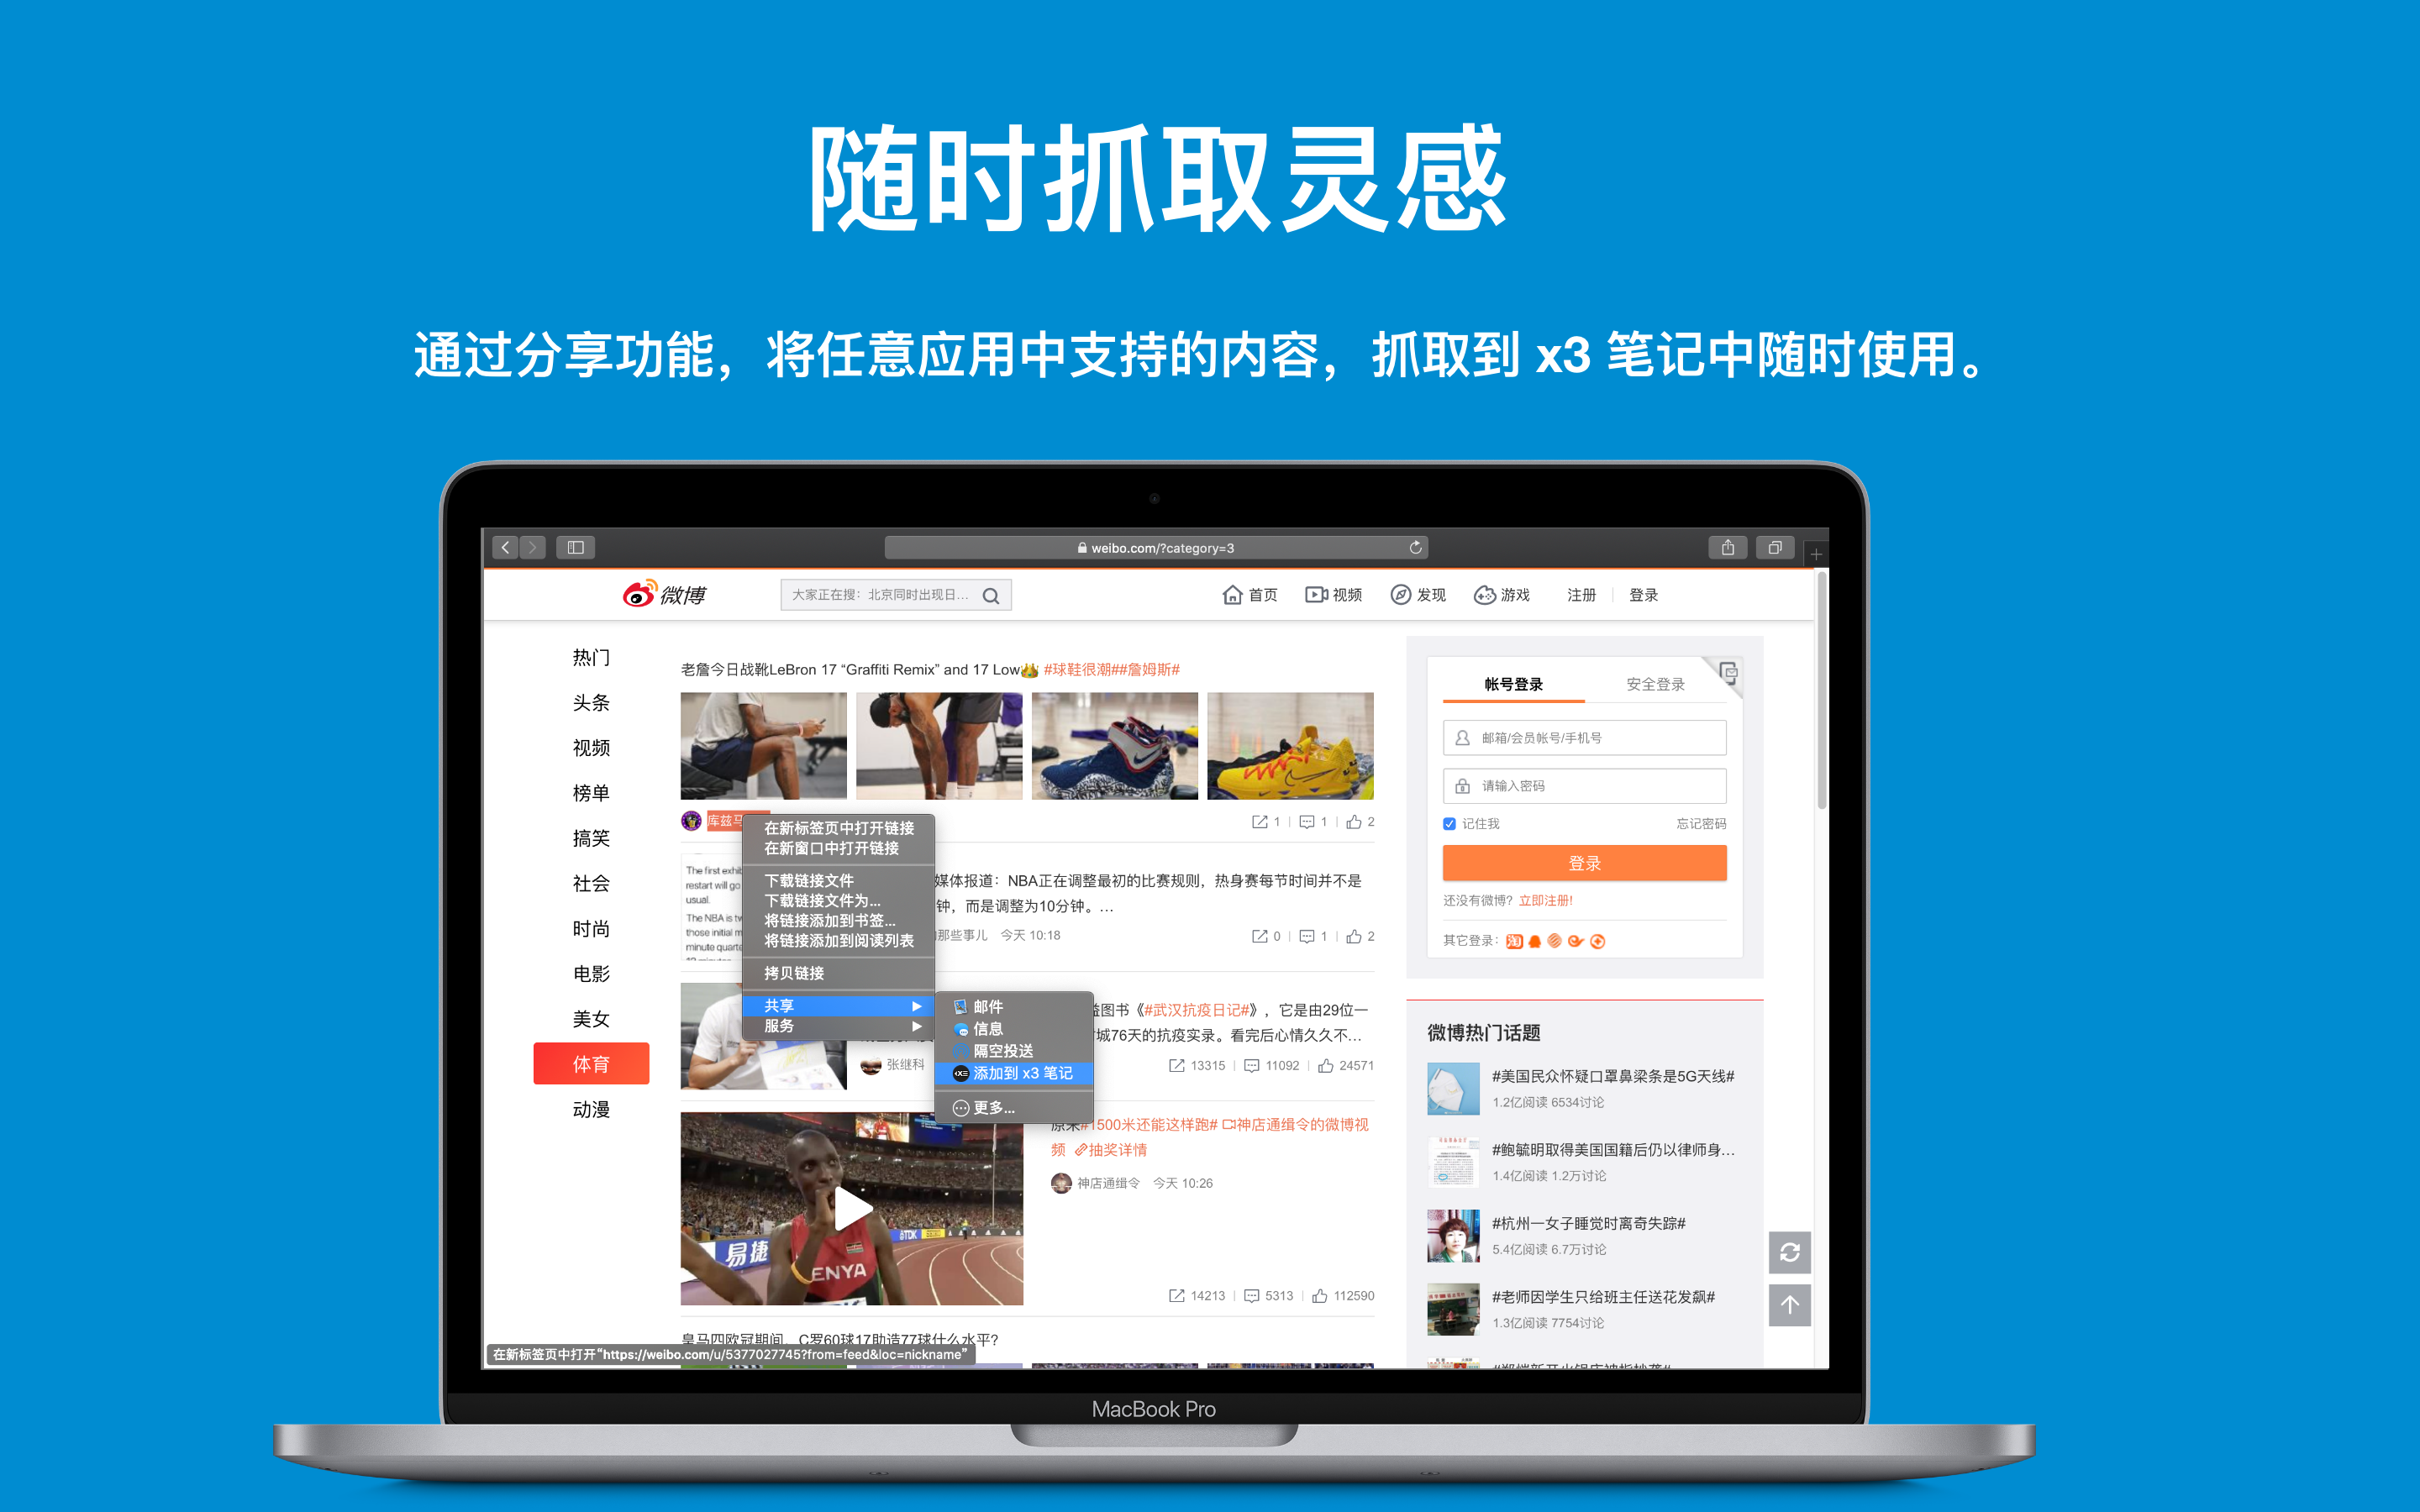 随时抓取灵感
通过分享功能，将任意应用中支持的内容，抓取到 x3 笔记中随时使用。
weibo.com/?category=3
微博
大家正在搜：北京同时出现日...
首页
视频
发现
游戏
注册
登录
热门
头条
视频
榜单
搞笑
社会
时尚
电影
美女
体育
动漫
老詹今日战靴LeBron 17 “Graffiti Remix” and 17 Low #球鞋很潮##詹姆斯#
库兹马
1 1 2
在新标签页中打开链接
在新窗口中打开链接
下载链接文件
下载链接文件为...
将链接添加到书签...
将链接添加到阅读列表
拷贝链接
共享
服务
邮件
信息
隔空投送
添加到 x3 笔记
更多...
The first exhib
restart will go
usual.
The NBA is tw
those initial m
minute quarte
媒体报道：NBA正在调整最初的比赛规则，热身赛每节时间并不是
钟，而是调整为10分钟。...
那些事儿 今天 10:18
0 1 2
益图书《#武汉抗疫日记#》，它是由29位一
城76天的抗疫实录。看完后心情久久不...
张继科
13315 11092 24571
原来#1500米还能这样跑# 神店通缉令的微博视
频 抽奖详情
神店通缉令 今天 10:26
易捷
TDK
ENYA
14213 5313 112590
皇马四欧冠期间，C罗60球17助造77球什么水平?
在新标签页中打开“https://weibo.com/u/5377027745?from=feed&loc=nickname”
帐号登录
安全登录
邮箱/会员帐号/手机号
请输入密码
记住我
忘记密码
登录
还没有微博？立即注册!
其它登录：
淘
微博热门话题
#美国民众怀疑口罩鼻梁条是5G天线#
1.2亿阅读 6534讨论
#鲍毓明取得美国国籍后仍以律师身...
1.4亿阅读 1.2万讨论
#杭州一女子睡觉时离奇失踪#
5.4亿阅读 6.7万讨论
#老师因学生只给班主任送花发飙#
1.3亿阅读 7754讨论
MacBook Pro